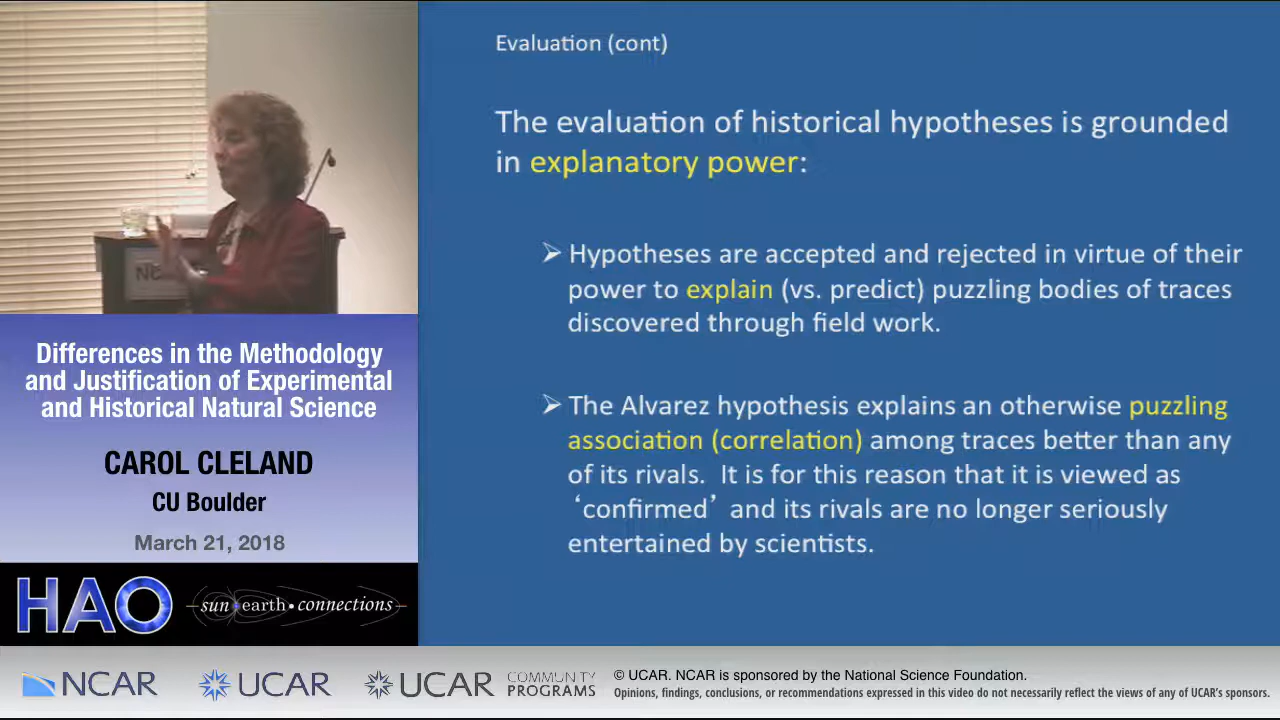 Evaluation (cont)
The evaluation of historical hypotheses is grounded
in explanatory power:
➢ Hypotheses are accepted and rejected in virtue of their
power to explain (vs. predict) puzzling bodies of traces
discovered through field work.
➢ The Alvarez hypothesis explains an otherwise puzzling
association (correlation) among traces better than any
of its rivals. It is for this reason that it is viewed as
‘confirmed’ and its rivals are no longer seriously
entertained by scientists.
Differences in the Methodology
and Justification of Experimental
and Historical Natural Science
CAROL CLELAND
CU Boulder
March 21, 2018
HAO
sun•earth•connections
NCAR
UCAR
UCAR
COMMUNITY
PROGRAMS
© UCAR. NCAR is sponsored by the National Science Foundation.
Opinions, findings, conclusions, or recommendations expressed in this video do not necessarily reflect the views of any of UCAR's sponsors.